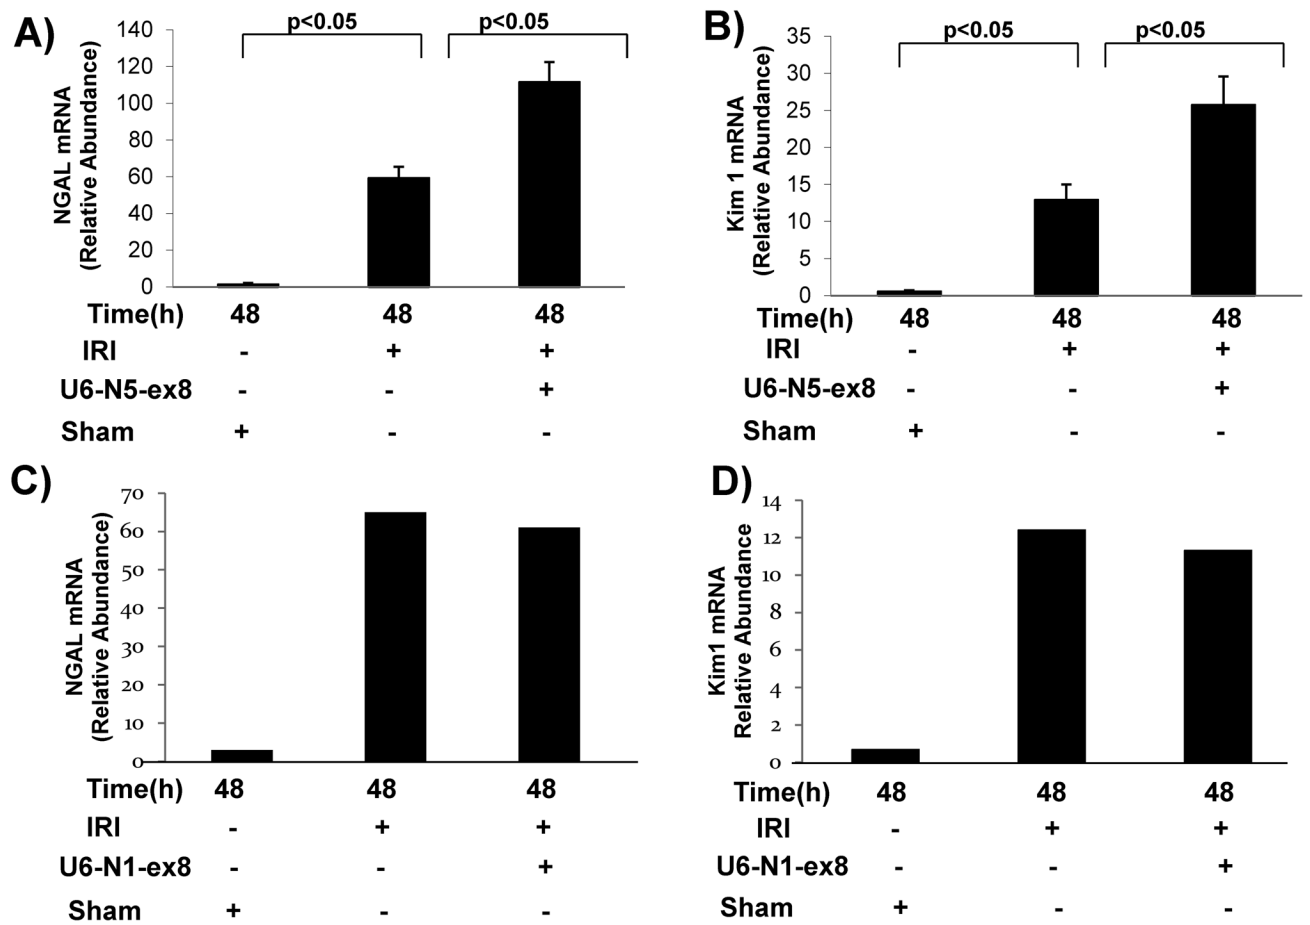 A)
p<0.05 p<0.05
NGAL mRNA
(Relative Abundance)
140
120
100
80
60
40
20
0
Time(h) 48 48 48
IRI - + +
U6-N5-ex8 - - +
Sham + - -
B)
p<0.05 p<0.05
Kim 1 mRNA
(Relative Abundance)
35
30
25
20
15
10
5
0
Time(h) 48 48 48
IRI - + +
U6-N5-ex8 - - +
Sham + - -
C)
NGAL mRNA
(Relative Abundance)
70
60
50
40
30
20
10
0
Time(h) 48 48 48
IRI - + +
U6-N1-ex8 - - +
Sham + - -
D)
Kim1 mRNA
Relative Abundance
14
12
10
8
6
4
2
0
Time(h) 48 48 48
IRI - + +
U6-N1-ex8 - - +
Sham + - -